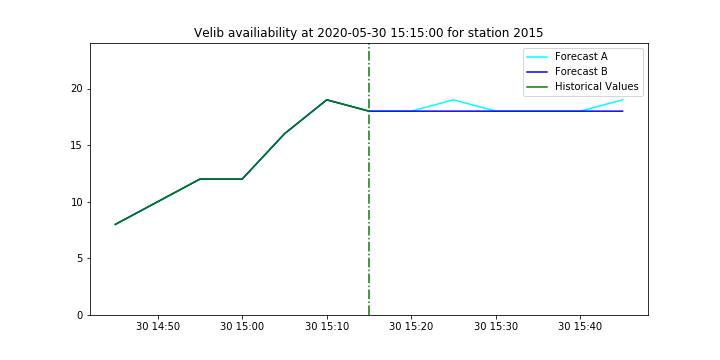 Velib availiability at 2020-05-30 15:15:00 for station 2015
Forecast A
Forecast B
Historical Values
20
15
10
5
0
30 14:50 30 15:00 30 15:10 30 15:20 30 15:30 30 15:40